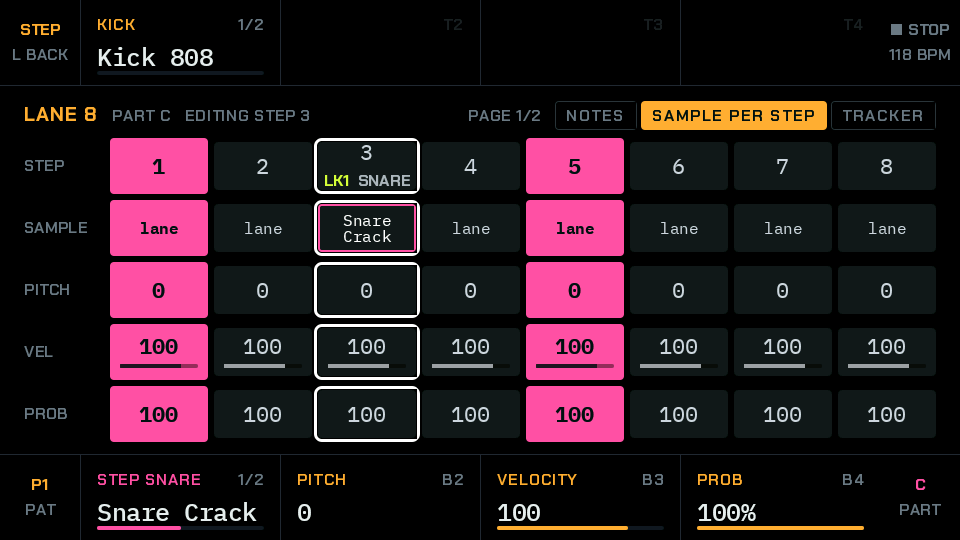 STEP
L BACK
KICK 1/2
Kick 808
T2
T3
T4
STOP
118 BPM
LANE 8 PART C EDITING STEP 3 PAGE 1/2 NOTES SAMPLE PER STEP TRACKER
STEP 1 2 3 4 5 6 7 8
LK1 SNARE
SAMPLE lane lane Snare Crack lane lane lane lane lane
PITCH 0 0 0 0 0 0 0 0
VEL 100 100 100 100 100 100 100 100
PROB 100 100 100 100 100 100 100 100
P1
PAT
STEP SNARE 1/2
Snare Crack
PITCH B2
0
VELOCITY B3
100
PROB B4
100%
C
PART